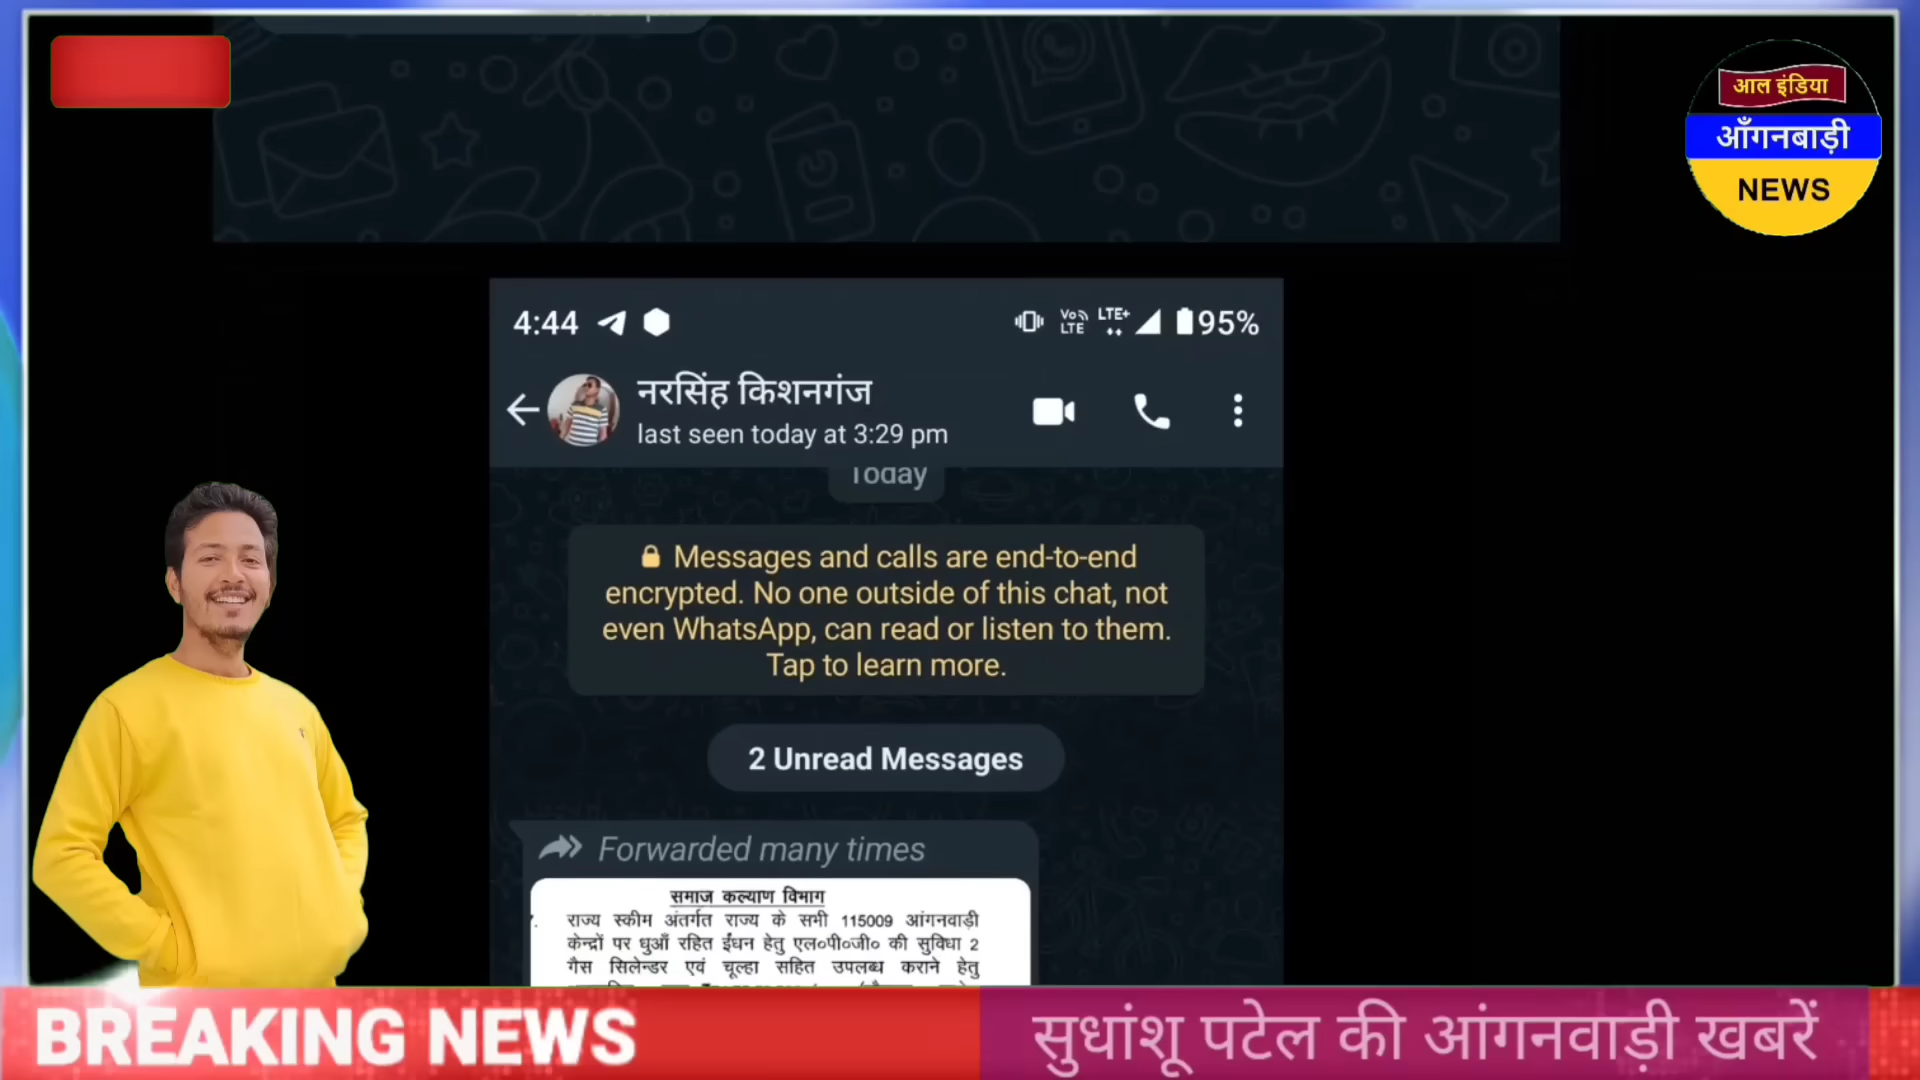 आल इंडिया
आँगनबाड़ी
NEWS
4:44
Vo LTE
LTE+
95%
नरसिंह किशनगंज
last seen today at 3:29 pm
Today
Messages and calls are end-to-end
encrypted. No one outside of this chat, not
even WhatsApp, can read or listen to them.
Tap to learn more.
2 Unread Messages
Forwarded many times
समाज कल्याण विभाग
राज्य स्कीम अंतर्गत राज्य के सभी 115009 आंगनवाड़ी
केन्द्रों पर धुआँ रहित ईंधन हेतु एल०पी०जी० की सुविधा 2
गैस सिलेन्डर एवं चूल्हा सहित उपलब्ध कराने हेतु
BREAKING NEWS
सुधांशू पटेल की आंगनवाड़ी खबरें